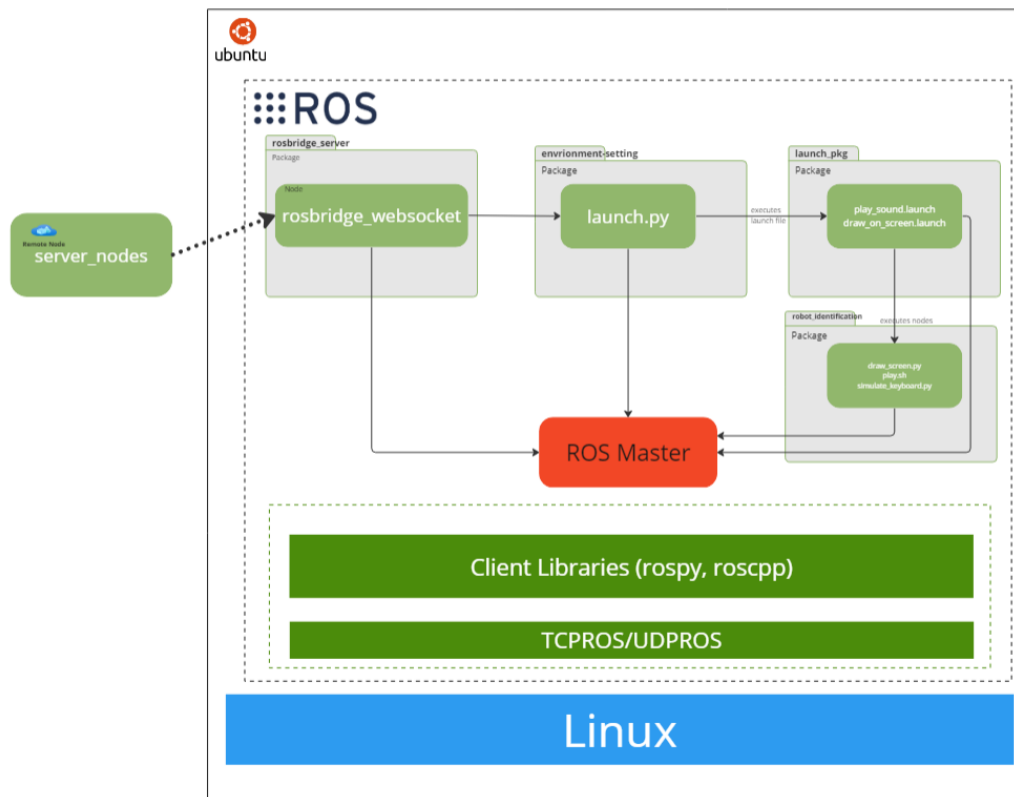 ubuntu
ROS
rosbridge_server
Package
Node
rosbridge_websocket
envrionment-setting
Package
launch.py
executes
launch file
launch_pkg
Package
play_sound.launch
draw_on_screen.launch
Remote Node
server_nodes
robot_identification
executes nodes
Package
draw_screen.py
play.sh
simulate_keyboard.py
ROS Master
Client Libraries (rospy, roscpp)
TCPROS/UDPROS
Linux